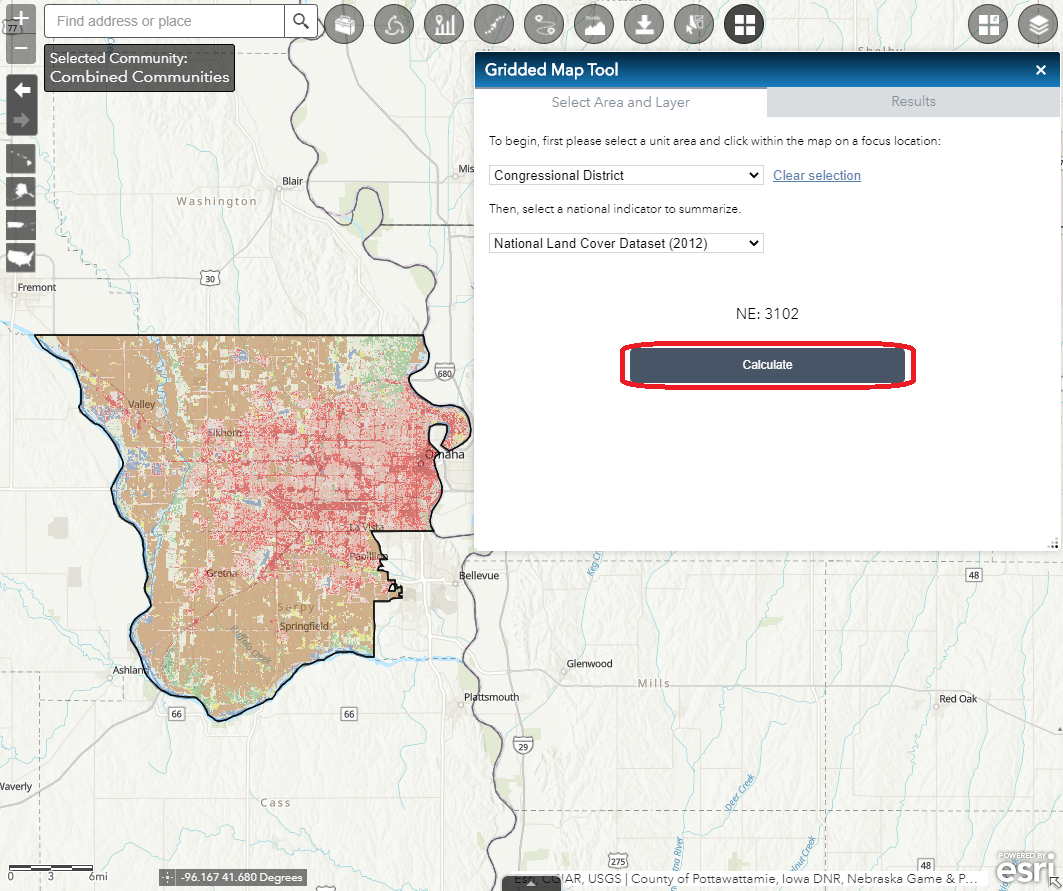 77
Find address or place
Selected Community:
Combined Communities
Profile
Shelby
Gridded Map Tool
Select Area and Layer
Results
To begin, first please select a unit area and click within the map on a focus location:
Congressional District
Clear selection
Then, select a national indicator to summarize.
National Land Cover Dataset (2012)
NE: 3102
Calculate
Blair
Washington
Mis
30
Fremont
680
Valley
Elkhorn
Omaha
La Vista
Papillion
Gretna
Bellevue
Keg Cr
48
Sarpy
Springfield
Buffalo Creek
Ashland
Glenwood
Mills
Plattsmouth
Red Oak
66
66
29
Waverly
Cass
Deer Creek
275
48
0 3 6mi
-96.167 41.680 Degrees
Esri, CGIAR, USGS | County of Pottawattamie, Iowa DNR, Nebraska Game & P...
POWERED BY
esri